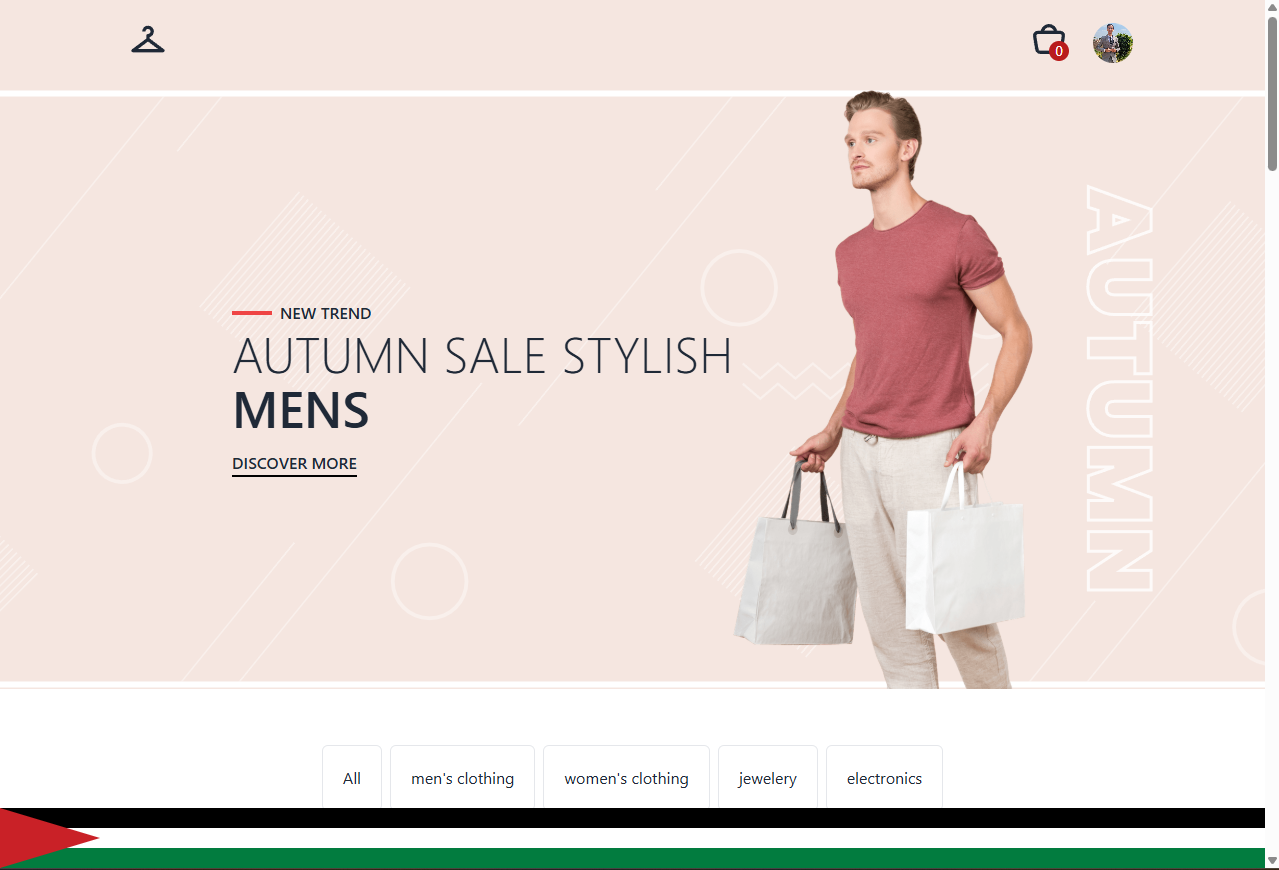 0
NEW TREND
AUTUMN SALE STYLISH
MENS
DISCOVER MORE
AUTUMN
All
men's clothing
women's clothing
jewelery
electronics